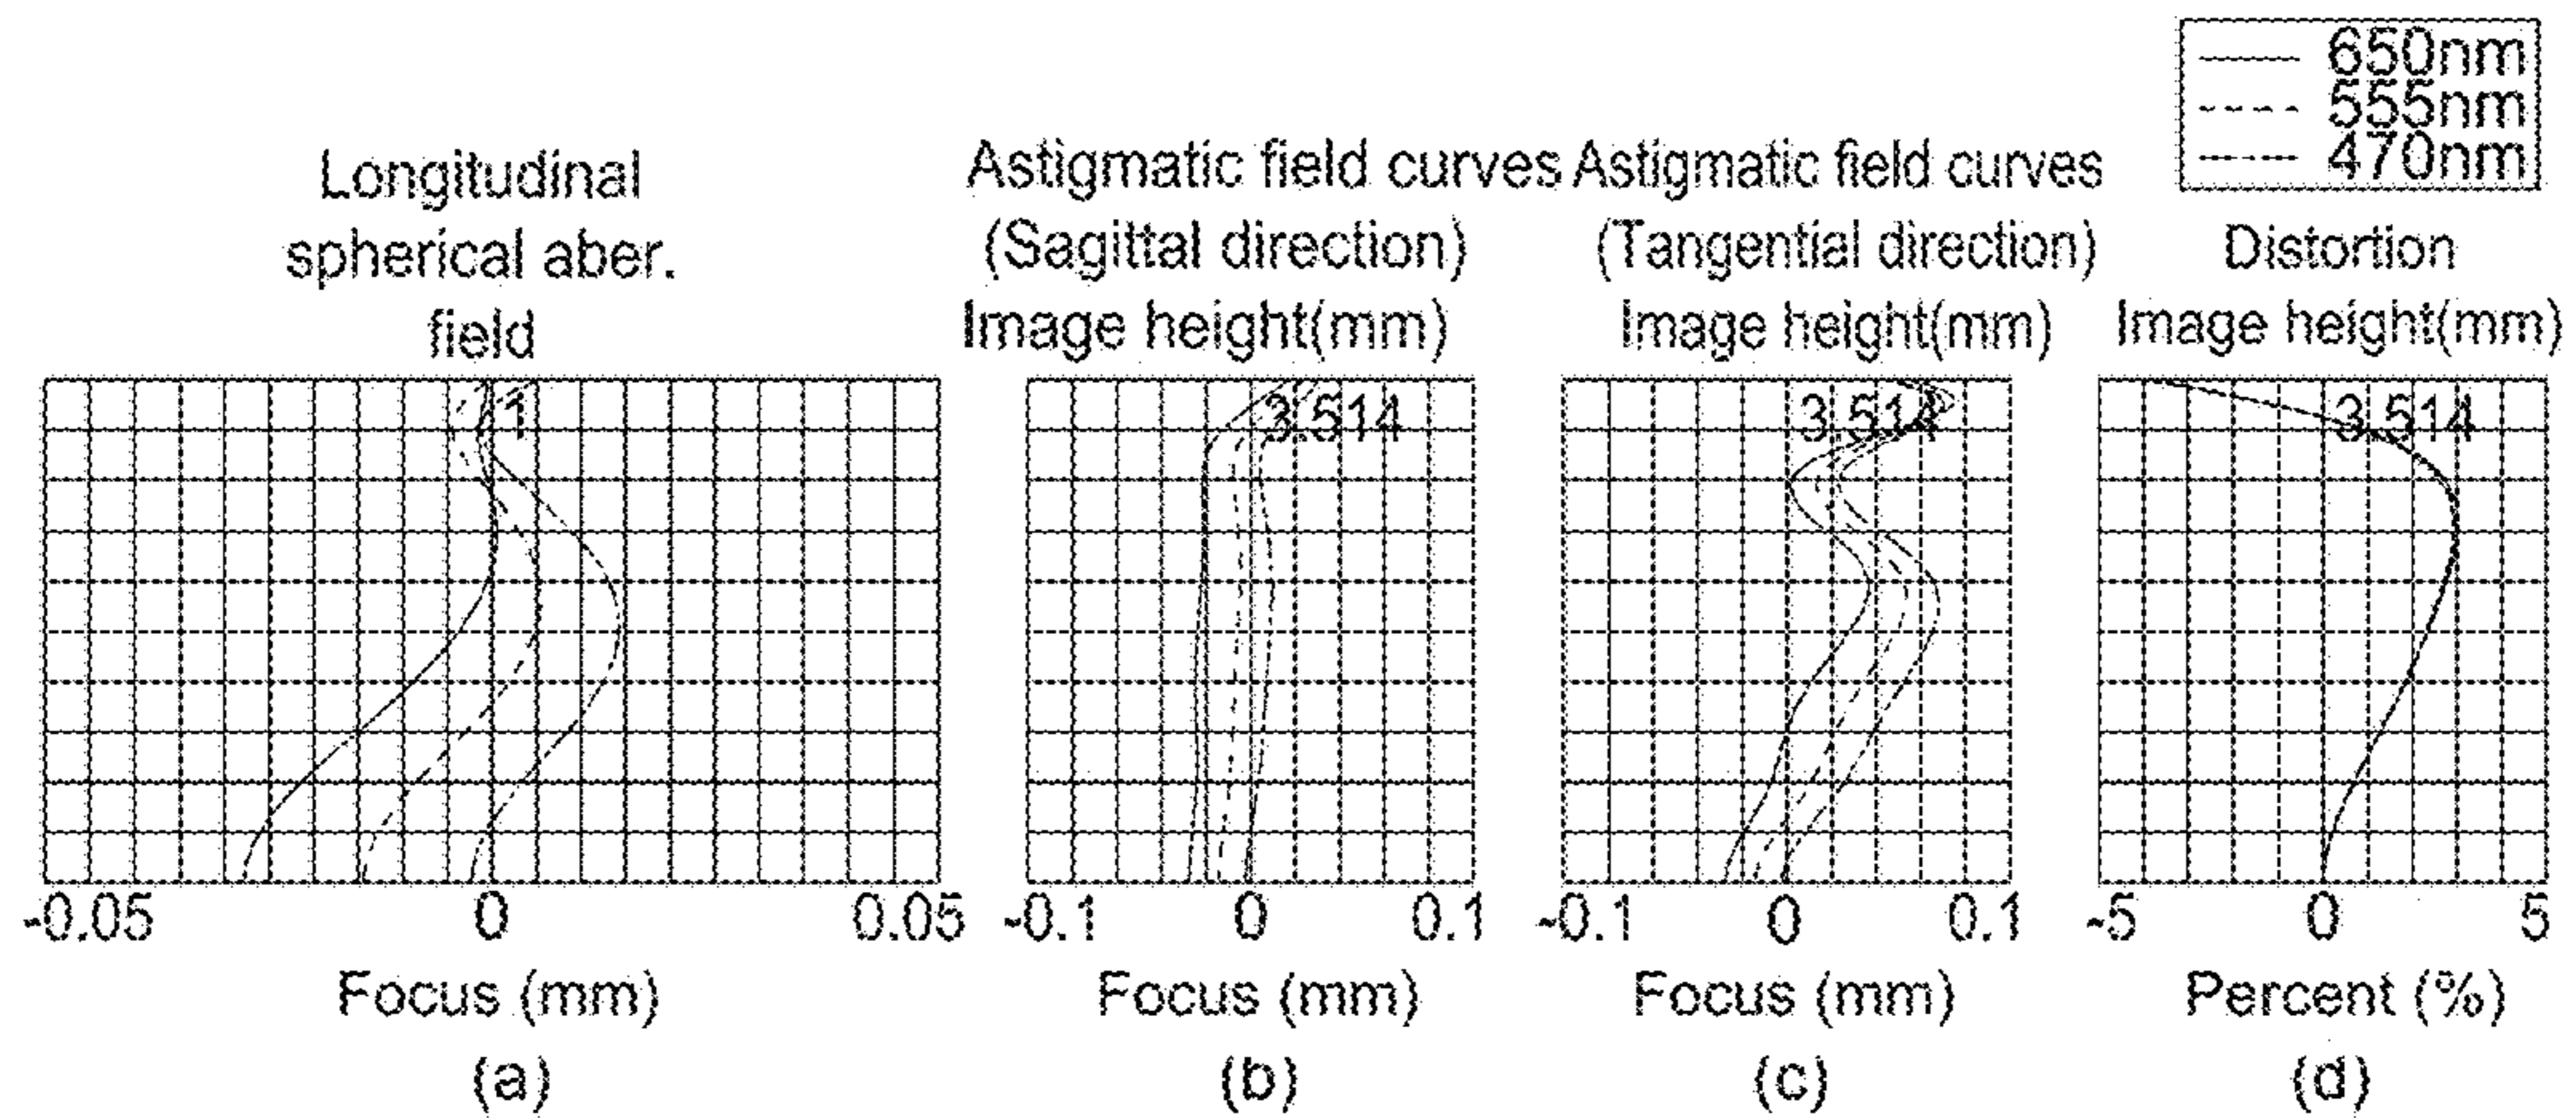 650nm
555nm
470nm
Longitudinal
spherical aber.
field
1
-0.05 0 0.05
Focus (mm)
(a)
Astigmatic field curves
(Sagittal direction)
Image height(mm)
3.514
-0.1 0 0.1
Focus (mm)
(b)
Astigmatic field curves
(Tangential direction)
Image height(mm)
3.514
-0.1 0 0.1
Focus (mm)
(c)
Distortion
Image height(mm)
3.514
-5 0 5
Percent (%)
(d)